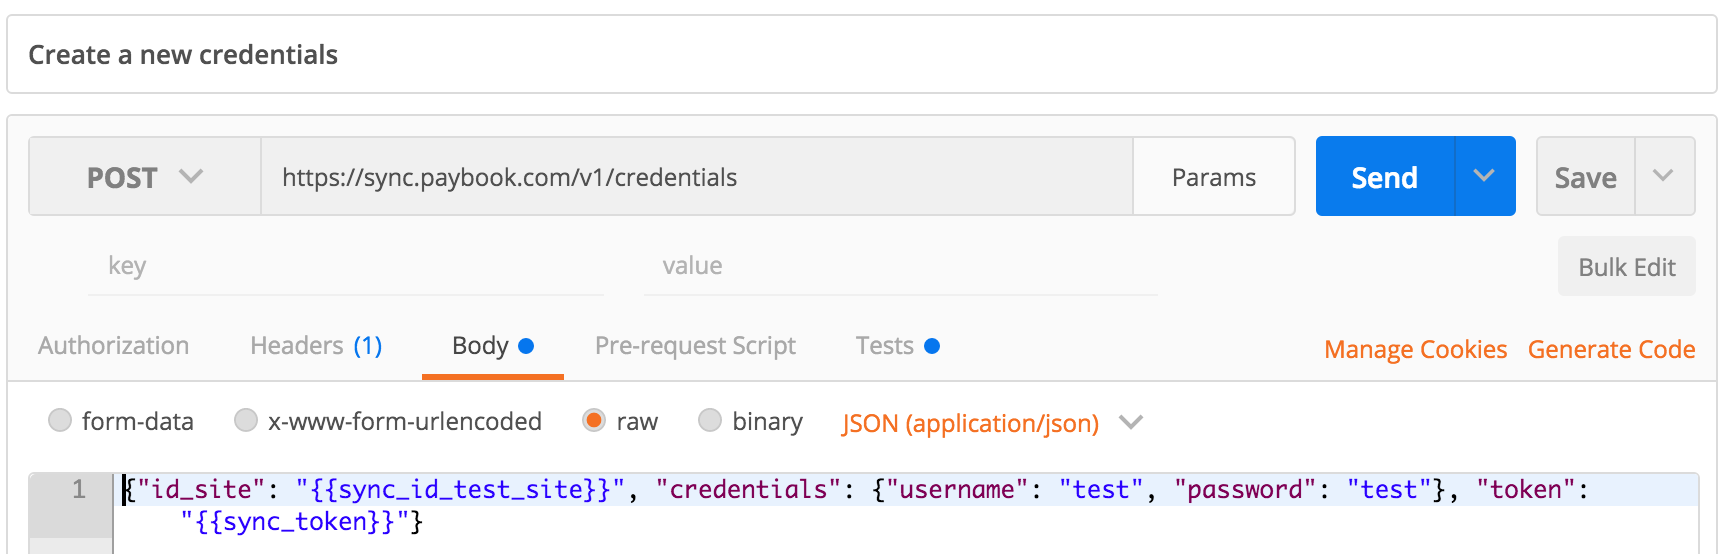 Create a new credentials
POST https://sync.paybook.com/v1/credentials Params Send Save
key value Bulk Edit
Authorization Headers (1) Body Pre-request Script Tests Manage Cookies Generate Code
form-data x-www-form-urlencoded raw binary JSON (application/json)
1 {"id_site": "{{sync_id_test_site}}", "credentials": {"username": "test", "password": "test"}, "token":
"{{sync_token}}"}